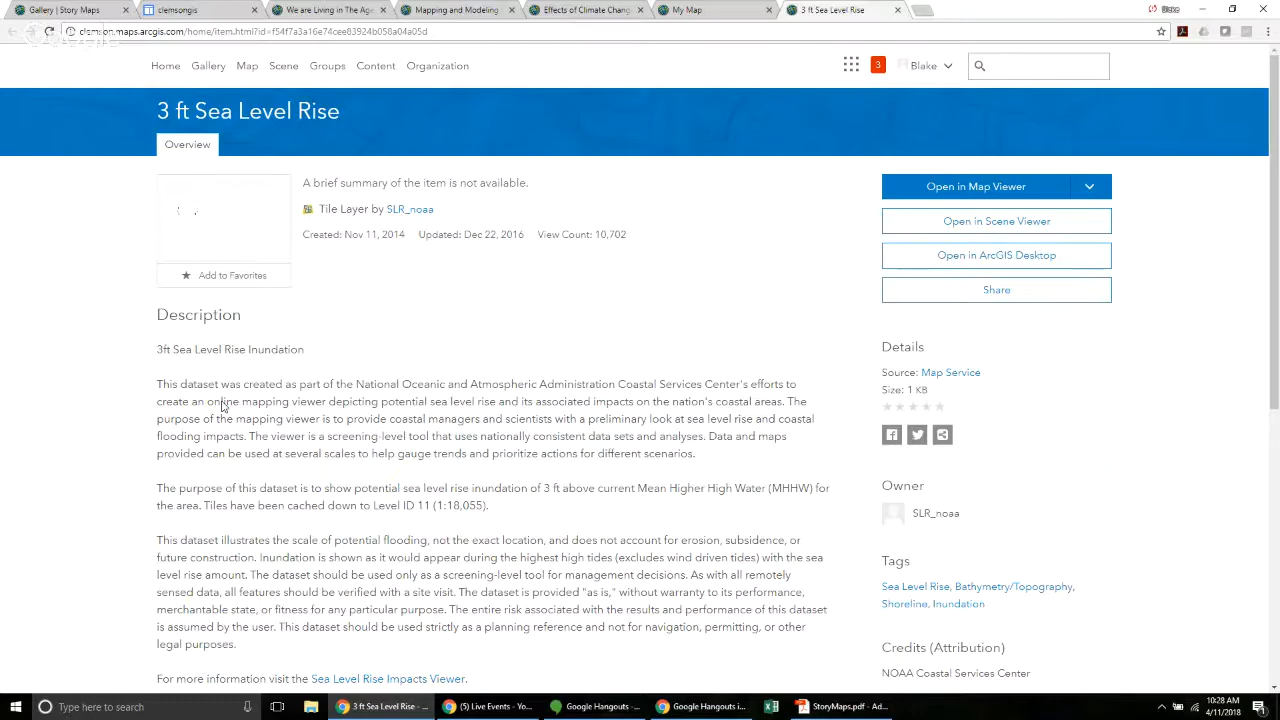 Gallery | Story Maps
clemsorgis
We are Living in The Age
Mapping and Modeling
Effects of Climate Chan
My Map
3 ft Sea Level Rise
Blake
clemson.maps.arcgis.com/home/item.html?id=f54f7a3a16e74cee83924b058a04a05d
Home Gallery Map Scene Groups Content Organization
3 Blake
3 ft Sea Level Rise
Overview
A brief summary of the item is not available.
Tile Layer by SLR_noaa
Created: Nov 11, 2014 Updated: Dec 22, 2016 View Count: 10,702
Add to Favorites
Open in Map Viewer
Open in Scene Viewer
Open in ArcGIS Desktop
Share
Description
3ft Sea Level Rise Inundation
This dataset was created as part of the National Oceanic and Atmospheric Administration Coastal Services Center's efforts to
create an online mapping viewer depicting potential sea level rise and its associated impacts on the nation's coastal areas. The
purpose of the mapping viewer is to provide coastal managers and scientists with a preliminary look at sea level rise and coastal
flooding impacts. The viewer is a screening-level tool that uses nationally consistent data sets and analyses. Data and maps
provided can be used at several scales to help gauge trends and prioritize actions for different scenarios.
The purpose of this dataset is to show potential sea level rise inundation of 3 ft above current Mean Higher High Water (MHHW) for
the area. Tiles have been cached down to Level ID 11 (1:18,055).
This dataset illustrates the scale of potential flooding, not the exact location, and does not account for erosion, subsidence, or
future construction. Inundation is shown as it would appear during the highest high tides (excludes wind driven tides) with the sea
level rise amount. The dataset should be used only as a screening-level tool for management decisions. As with all remotely
sensed data, all features should be verified with a site visit. The dataset is provided "as is," without warranty to its performance,
merchantable state, or fitness for any particular purpose. The entire risk associated with the results and performance of this dataset
is assumed by the user. This dataset should be used strictly as a planning reference and not for navigation, permitting, or other
legal purposes.
For more information visit the Sea Level Rise Impacts Viewer.
Details
Source: Map Service
Size: 1 KB
Owner
SLR_noaa
Tags
Sea Level Rise, Bathymetry/Topography,
Shoreline, Inundation
Credits (Attribution)
NOAA Coastal Services Center
Type here to search
3 ft Sea Level Rise - ...
(5) Live Events - Yo...
Google Hangouts -...
Google Hangouts i...
StoryMaps.pdf - Ad...
10:28 AM
4/11/2018